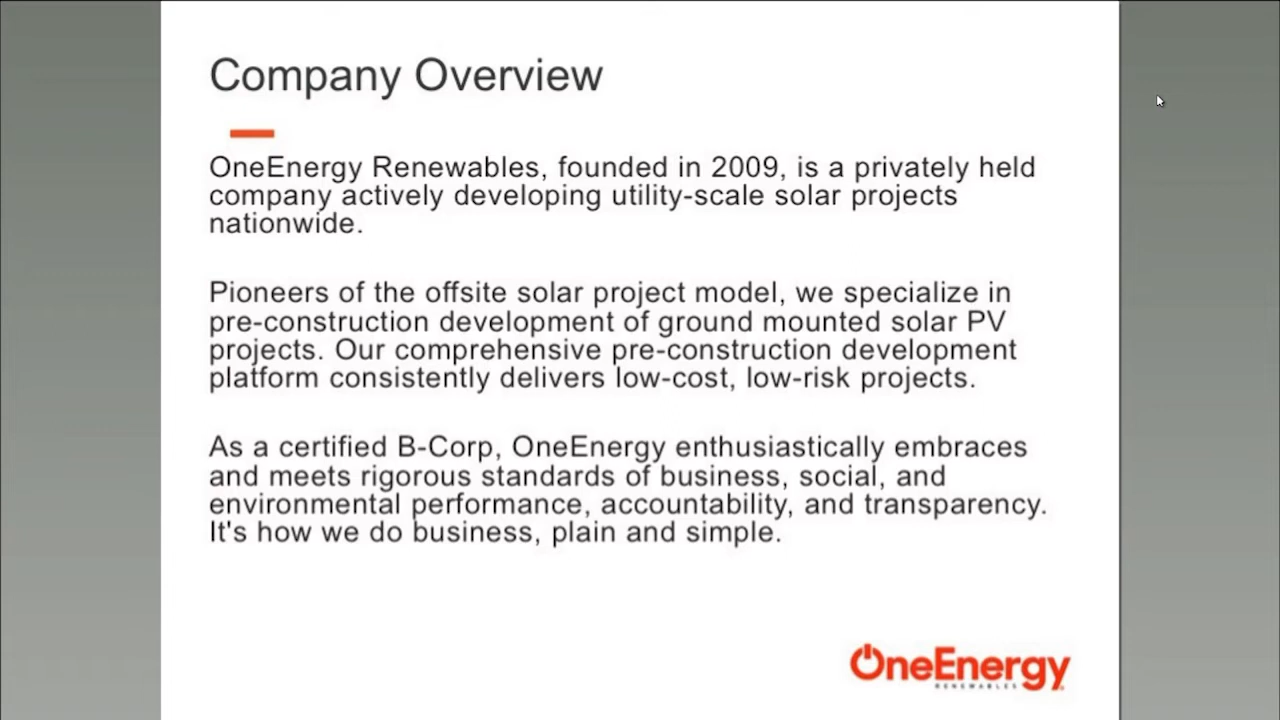 Company Overview
OneEnergy Renewables, founded in 2009, is a privately held
company actively developing utility-scale solar projects
nationwide.
Pioneers of the offsite solar project model, we specialize in
pre-construction development of ground mounted solar PV
projects. Our comprehensive pre-construction development
platform consistently delivers low-cost, low-risk projects.
As a certified B-Corp, OneEnergy enthusiastically embraces
and meets rigorous standards of business, social, and
environmental performance, accountability, and transparency.
It's how we do business, plain and simple.
OneEnergy
RENEWABLES